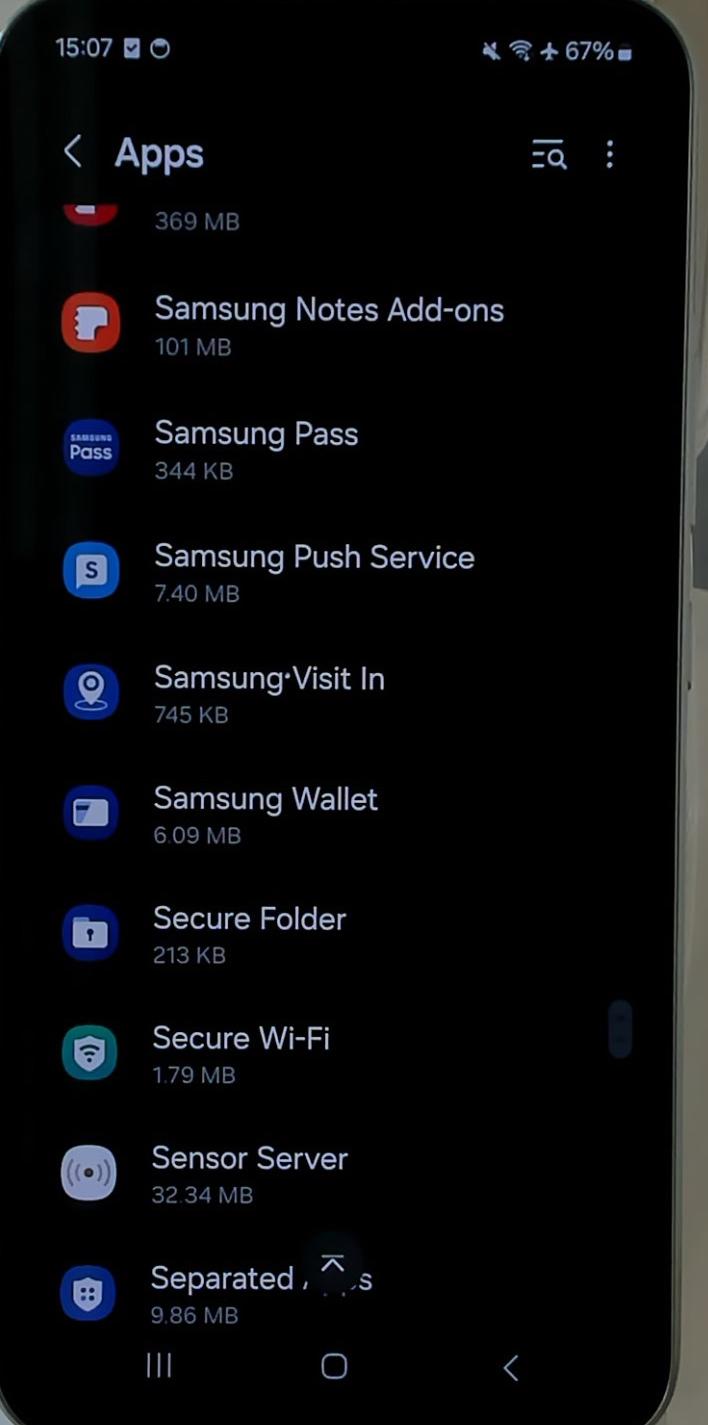 15:07
67%
Apps
369 MB
Samsung Notes Add-ons
101 MB
SAMSUNG
Pass
Samsung Pass
344 KB
S
Samsung Push Service
7.40 MB
Samsung·Visit In
745 KB
Samsung Wallet
6.09 MB
Secure Folder
213 KB
Secure Wi-Fi
1.79 MB
Sensor Server
32.34 MB
Separated
9.86 MB